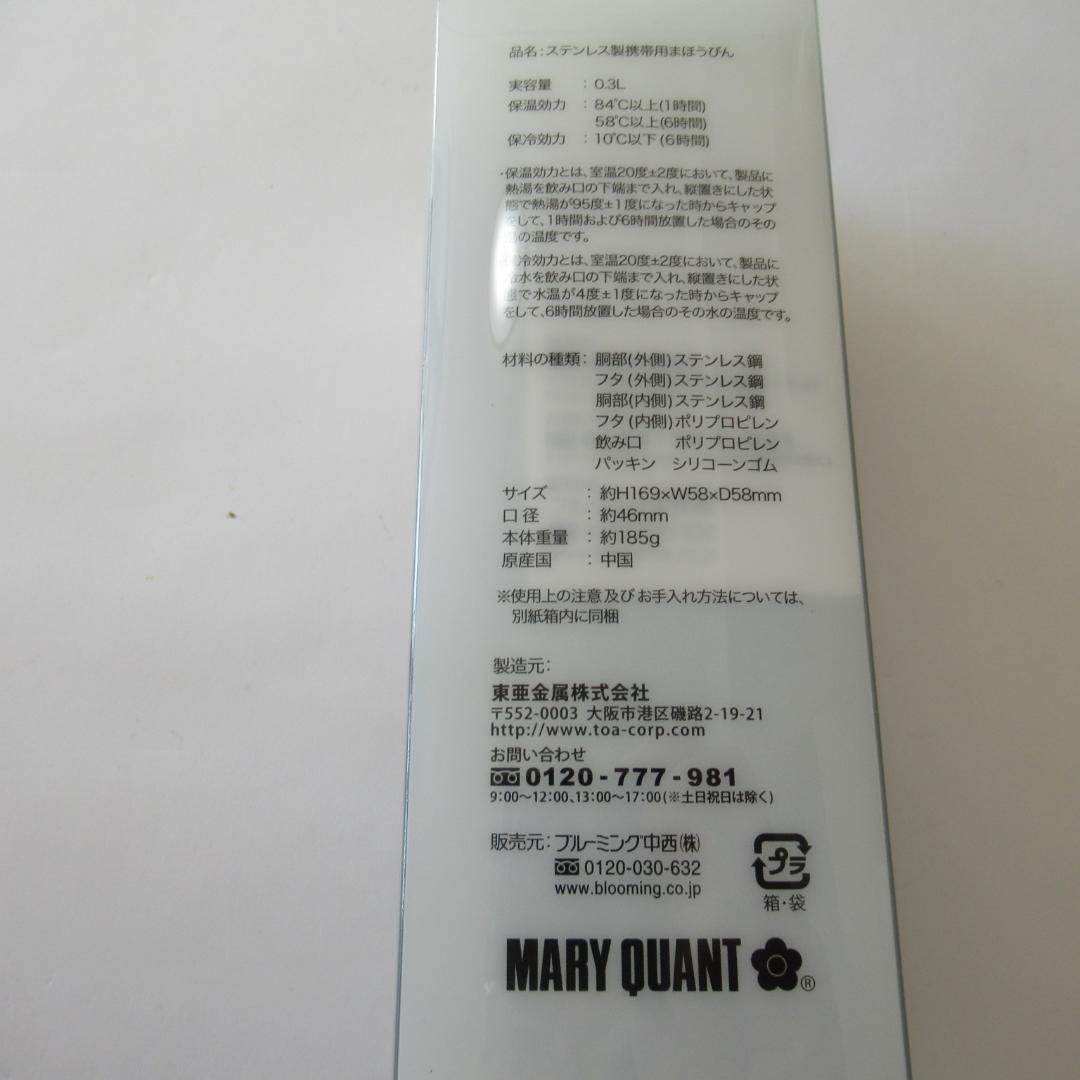 品名:ステンレス製携帯用まほうびん
実容量 : 0.3L
保温効力 : 84℃以上(1時間)
58℃以上(6時間)
保冷効力 : 10℃以下(6時間)
・保温効力とは、室温20度±2度において、製品に
熱湯を飲み口の下端まで入れ、縦置きにした状
態で熱湯が95度±1度になった時からキャップ
をして、1時間および6時間放置した場合のその
の温度です。
冷効力とは、室温20度±2度において、製品に
冷水を飲み口の下端まで入れ、縦置きにした状
態で水温が4度±1度になった時からキャップ
をして、6時間放置した場合のその水の温度です。
材料の種類: 胴部(外側)ステンレス鋼
フタ(外側)ステンレス鋼
胴部(内側)ステンレス鋼
フタ(内側)ポリプロピレン
飲み口 ポリプロピレン
パッキン シリコーンゴム
サイズ : 約H169×W58×D58mm
口径 : 約46mm
本体重量 : 約185g
原産国 : 中国
※使用上の注意及びお手入れ方法については、
別紙箱内に同梱
製造元:
東亜金属株式会社
〒552-0003 大阪市港区磯路2-19-21
http://www.toa-corp.com
お問い合わせ
0120-777-981
9:00〜12:00、13:00〜17:00(※土日祝日は除く)
販売元:ブルーミング中西(株)
0120-030-632
www.blooming.co.jp
プラ
箱・袋
MARY QUANT ®